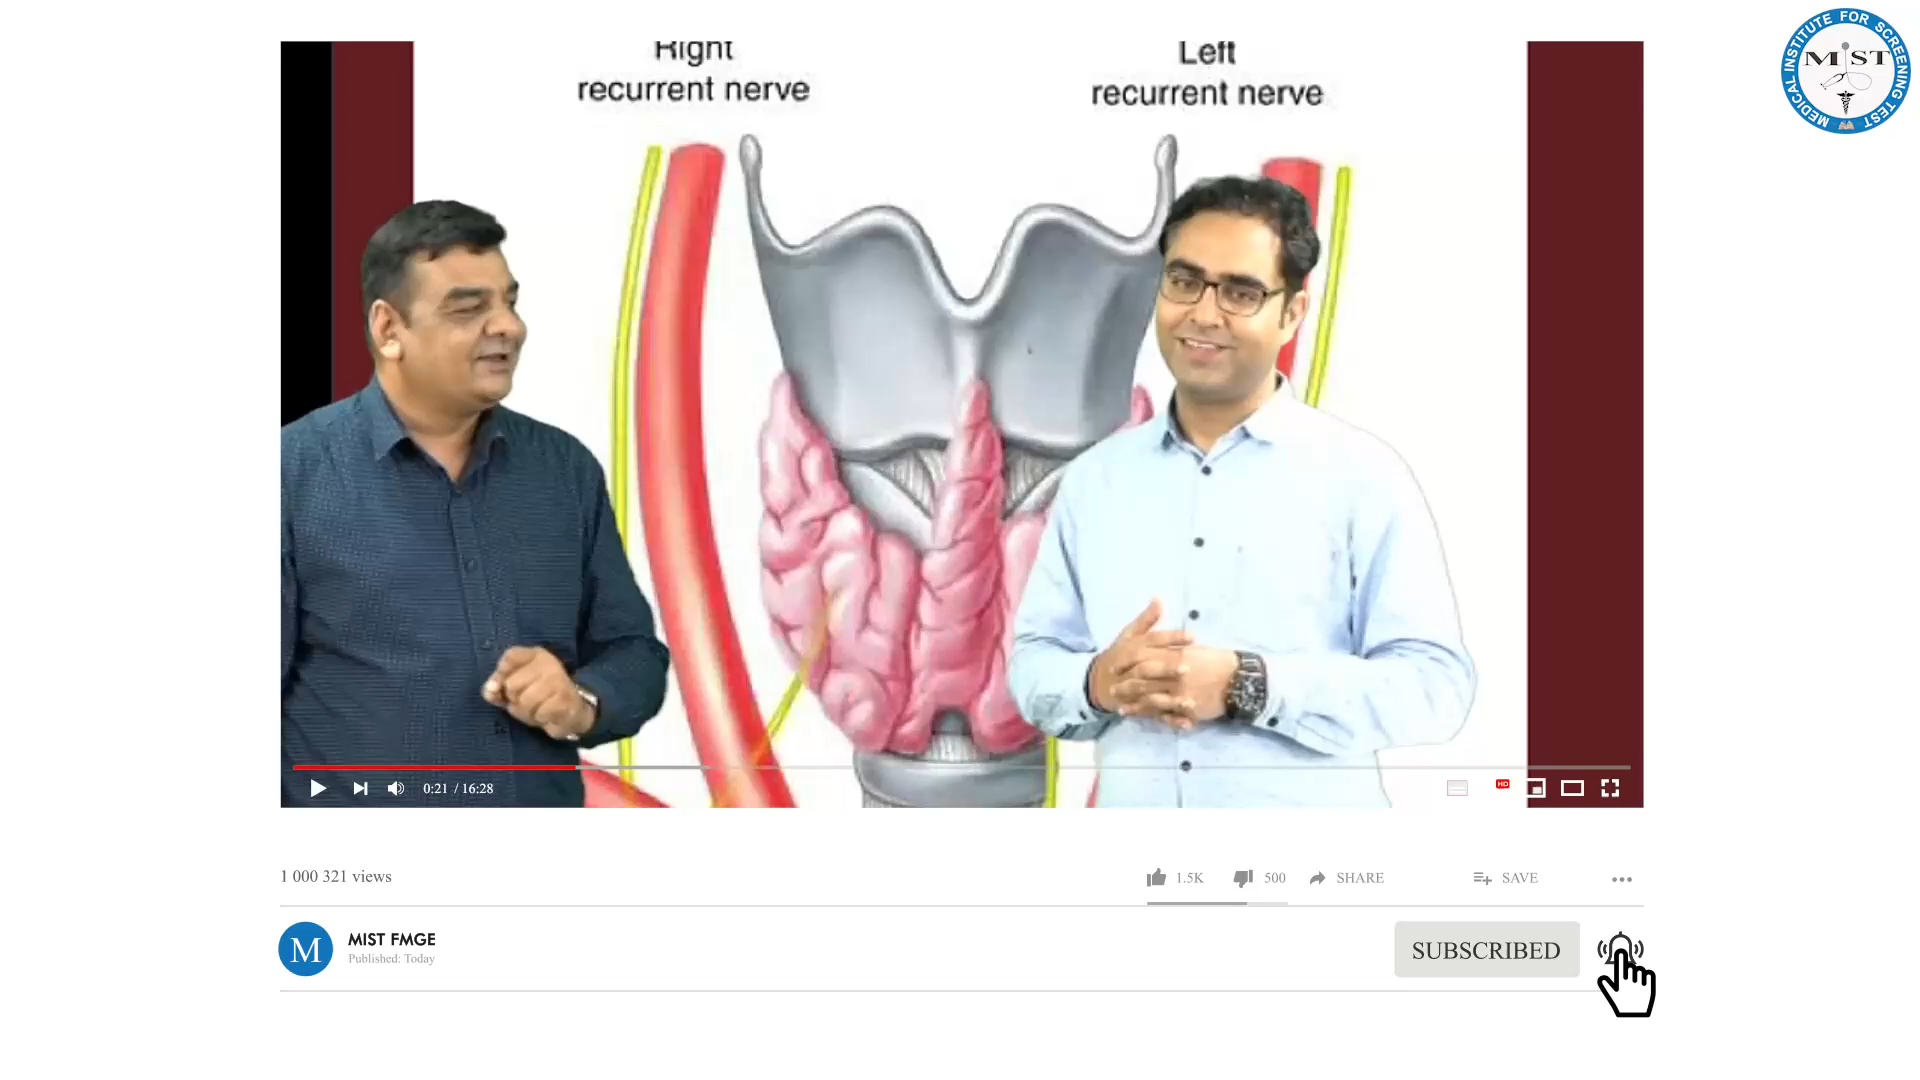 Right
recurrent nerve
Left
recurrent nerve
MEDICAL INSTITUTE FOR SCREENING TEST
MIST
0:21 / 16:28
HD
1 000 321 views
1.5K
500
SHARE
SAVE
M
MIST FMGE
Published: Today
SUBSCRIBED